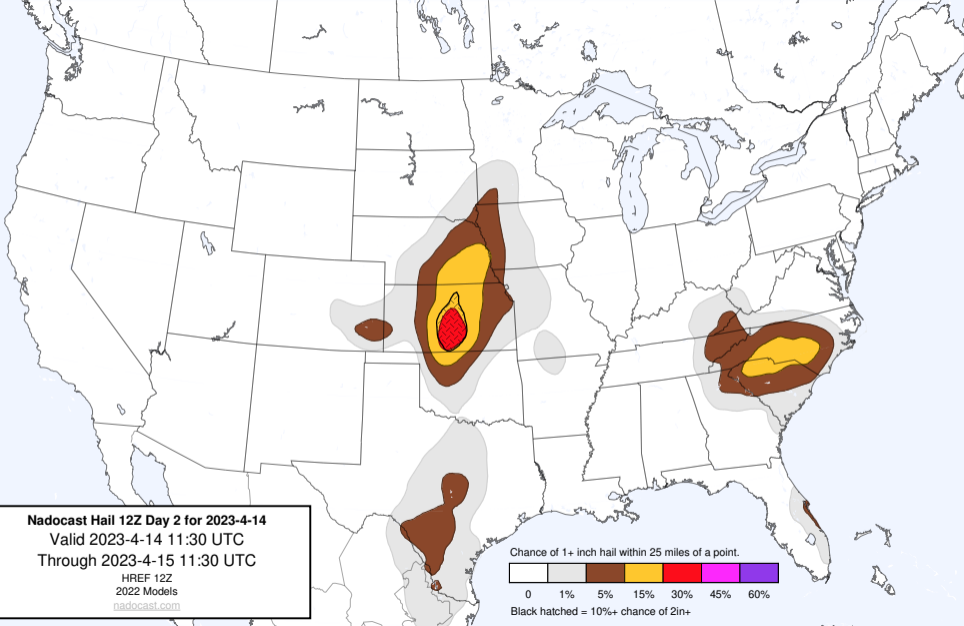 Nadocast Hail 12Z Day 2 for 2023-4-14
Valid 2023-4-14 11:30 UTC
Through 2023-4-15 11:30 UTC
HREF 12Z
2022 Models
nadocast.com
Chance of 1+ inch hail within 25 miles of a point.
0 1% 5% 15% 30% 45% 60%
Black hatched = 10%+ chance of 2in+